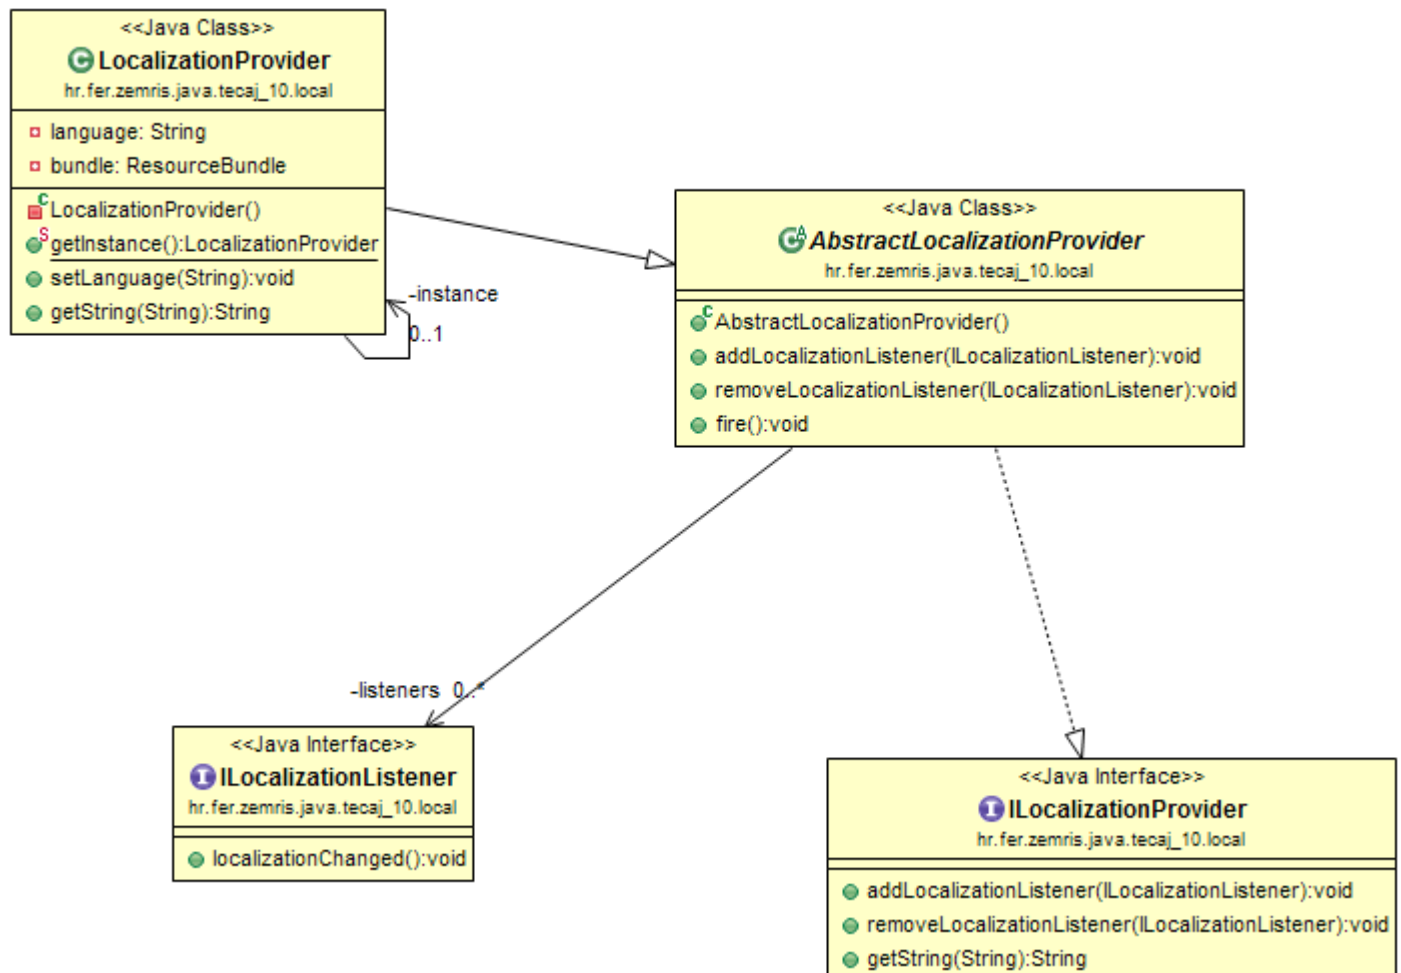 <<Java Class>>
LocalizationProvider
hr.fer.zemris.java.tecaj_10.local
language: String
bundle: ResourceBundle
LocalizationProvider()
getInstance():LocalizationProvider
setLanguage(String):void
getString(String):String
-instance
0..1
<<Java Class>>
AbstractLocalizationProvider
hr.fer.zemris.java.tecaj_10.local
AbstractLocalizationProvider()
addLocalizationListener(ILocalizationListener):void
removeLocalizationListener(ILocalizationListener):void
fire():void
-listeners 0..*
<<Java Interface>>
ILocalizationListener
hr.fer.zemris.java.tecaj_10.local
localizationChanged():void
<<Java Interface>>
ILocalizationProvider
hr.fer.zemris.java.tecaj_10.local
addLocalizationListener(ILocalizationListener):void
removeLocalizationListener(ILocalizationListener):void
getString(String):String